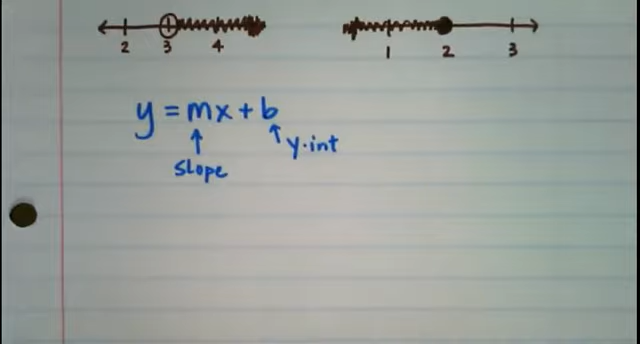 2 3 4 1 2 3
y = mx + b
y-int
slope